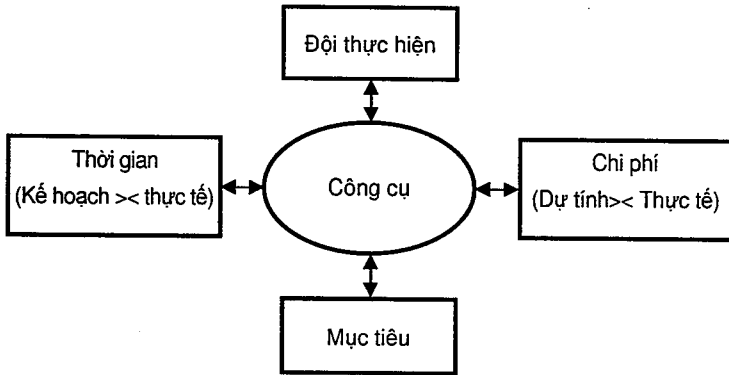 Đội thực hiện
Thời gian
(Kế hoạch >< thực tế)
Công cụ
Chi phí
(Dự tính>< Thực tế)
Mục tiêu